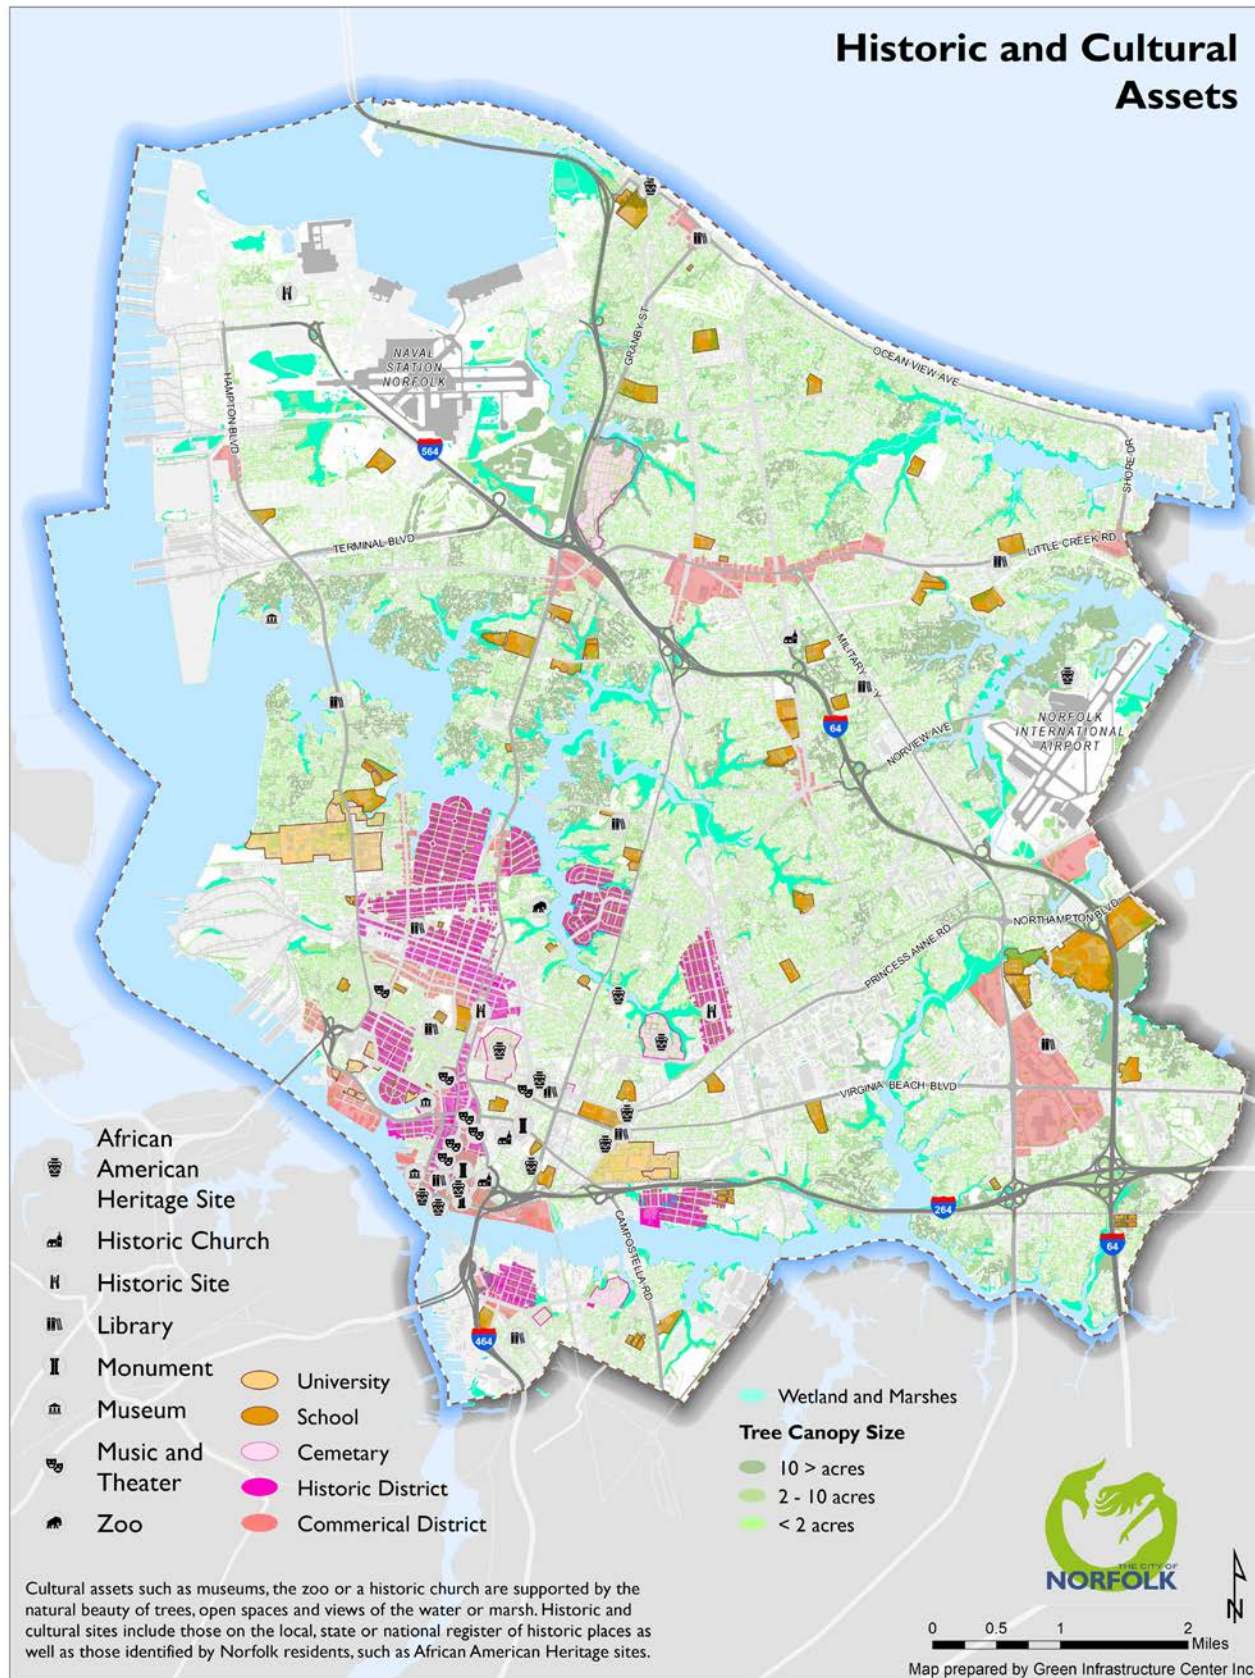 Historic and Cultural
Assets
OCEAN VIEW AVE
GRANBY ST
NAVAL
STATION
NORFOLK
HAMPTON BLVD
564
SHORE DR
TERMINAL BLVD
LITTLE CREEK RD
MILITARY
64
NORVIEW AVE
NORFOLK
INTERNATIONAL
AIRPORT
NORTHAMPTON BLVD
PRINCESS ANNE RD
VIRGINIA BEACH BLVD
264
CAMPOSTELLA RD
64
464
African
American
Heritage Site
Historic Church
Historic Site
Library
Monument
Museum
Music and
Theater
Zoo
University
School
Cemetary
Historic District
Commerical District
Wetland and Marshes
Tree Canopy Size
10 > acres
2 - 10 acres
< 2 acres
THE CITY OF
NORFOLK
N
0 0.5 1 2
Miles
Cultural assets such as museums, the zoo or a historic church are supported by the
natural beauty of trees, open spaces and views of the water or marsh. Historic and
cultural sites include those on the local, state or national register of historic places as
well as those identified by Norfolk residents, such as African American Heritage sites.
Map prepared by Green Infrastructure Center Inc.